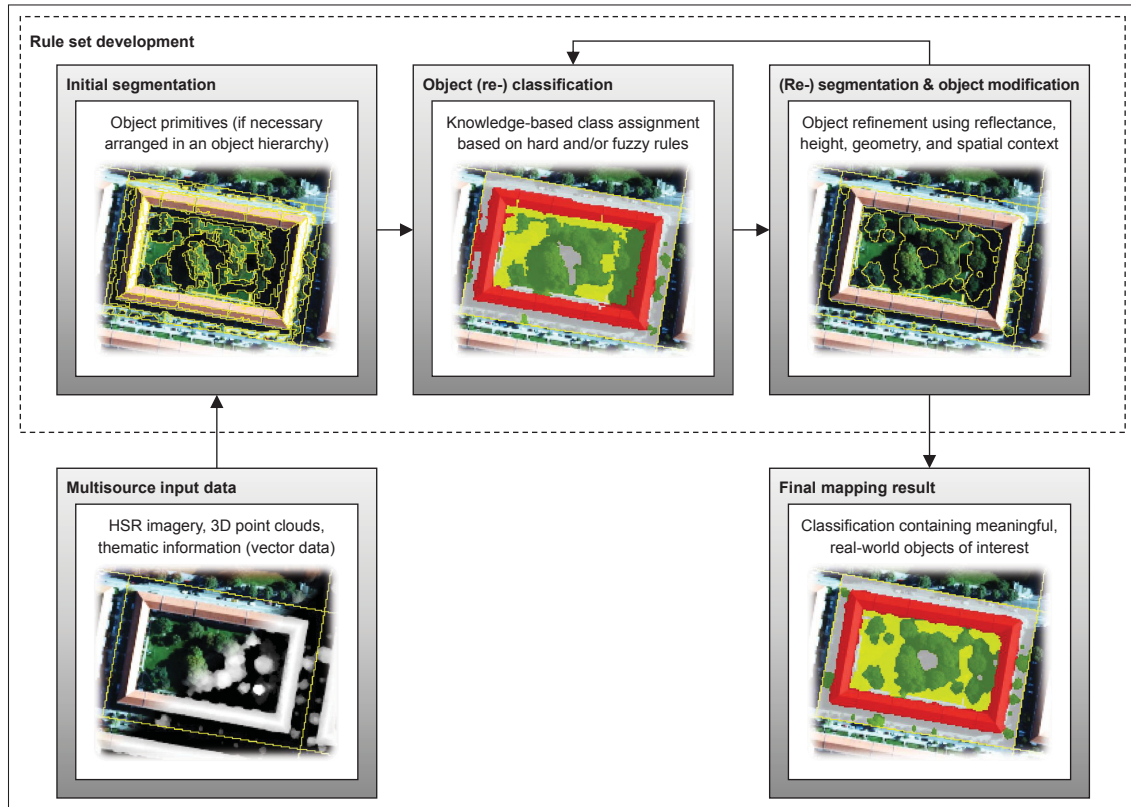 Rule set development
Initial segmentation
Object primitives (if necessary
arranged in an object hierarchy)
Object (re-) classification
Knowledge-based class assignment
based on hard and/or fuzzy rules
(Re-) segmentation & object modification
Object refinement using reflectance,
height, geometry, and spatial context
Multisource input data
HSR imagery, 3D point clouds,
thematic information (vector data)
Final mapping result
Classification containing meaningful,
real-world objects of interest